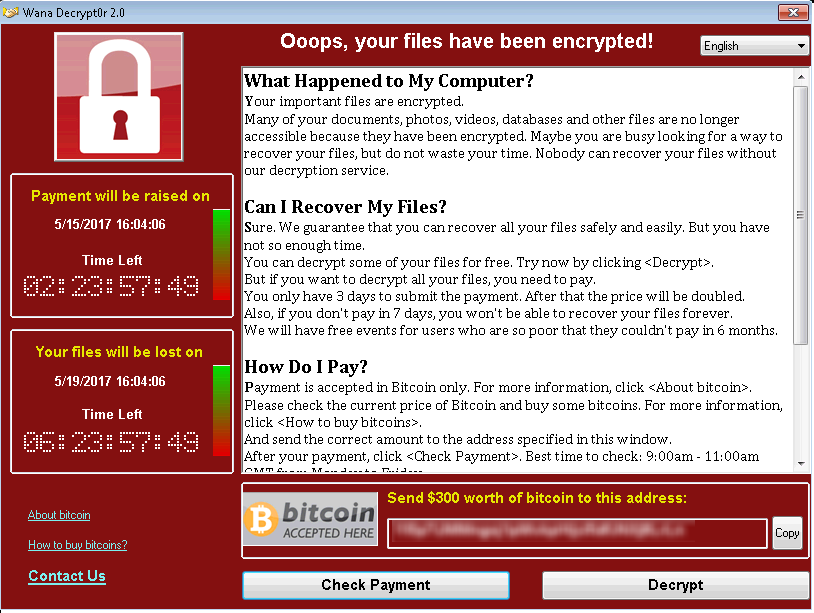 Wana Decrypt0r 2.0
Ooops, your files have been encrypted!
English
Payment will be raised on
5/15/2017 16:04:06
Time Left
02:23:57:49
Your files will be lost on
5/19/2017 16:04:06
Time Left
06:23:57:49
About bitcoin
How to buy bitcoins?
Contact Us
What Happened to My Computer?
Your important files are encrypted.
Many of your documents, photos, videos, databases and other files are no longer
accessible because they have been encrypted. Maybe you are busy looking for a way to
recover your files, but do not waste your time. Nobody can recover your files without
our decryption service.
Can I Recover My Files?
Sure. We guarantee that you can recover all your files safely and easily. But you have
not so enough time.
You can decrypt some of your files for free. Try now by clicking <Decrypt>.
But if you want to decrypt all your files, you need to pay.
You only have 3 days to submit the payment. After that the price will be doubled.
Also, if you don't pay in 7 days, you won't be able to recover your files forever.
We will have free events for users who are so poor that they couldn't pay in 6 months.
How Do I Pay?
Payment is accepted in Bitcoin only. For more information, click <About bitcoin>.
Please check the current price of Bitcoin and buy some bitcoins. For more information,
click <How to buy bitcoins>.
And send the correct amount to the address specified in this window.
After your payment, click <Check Payment>. Best time to check: 9:00am - 11:00am
GMT from Monday to Friday.
bitcoin
ACCEPTED HERE
Send $300 worth of bitcoin to this address:
Copy
Check Payment
Decrypt